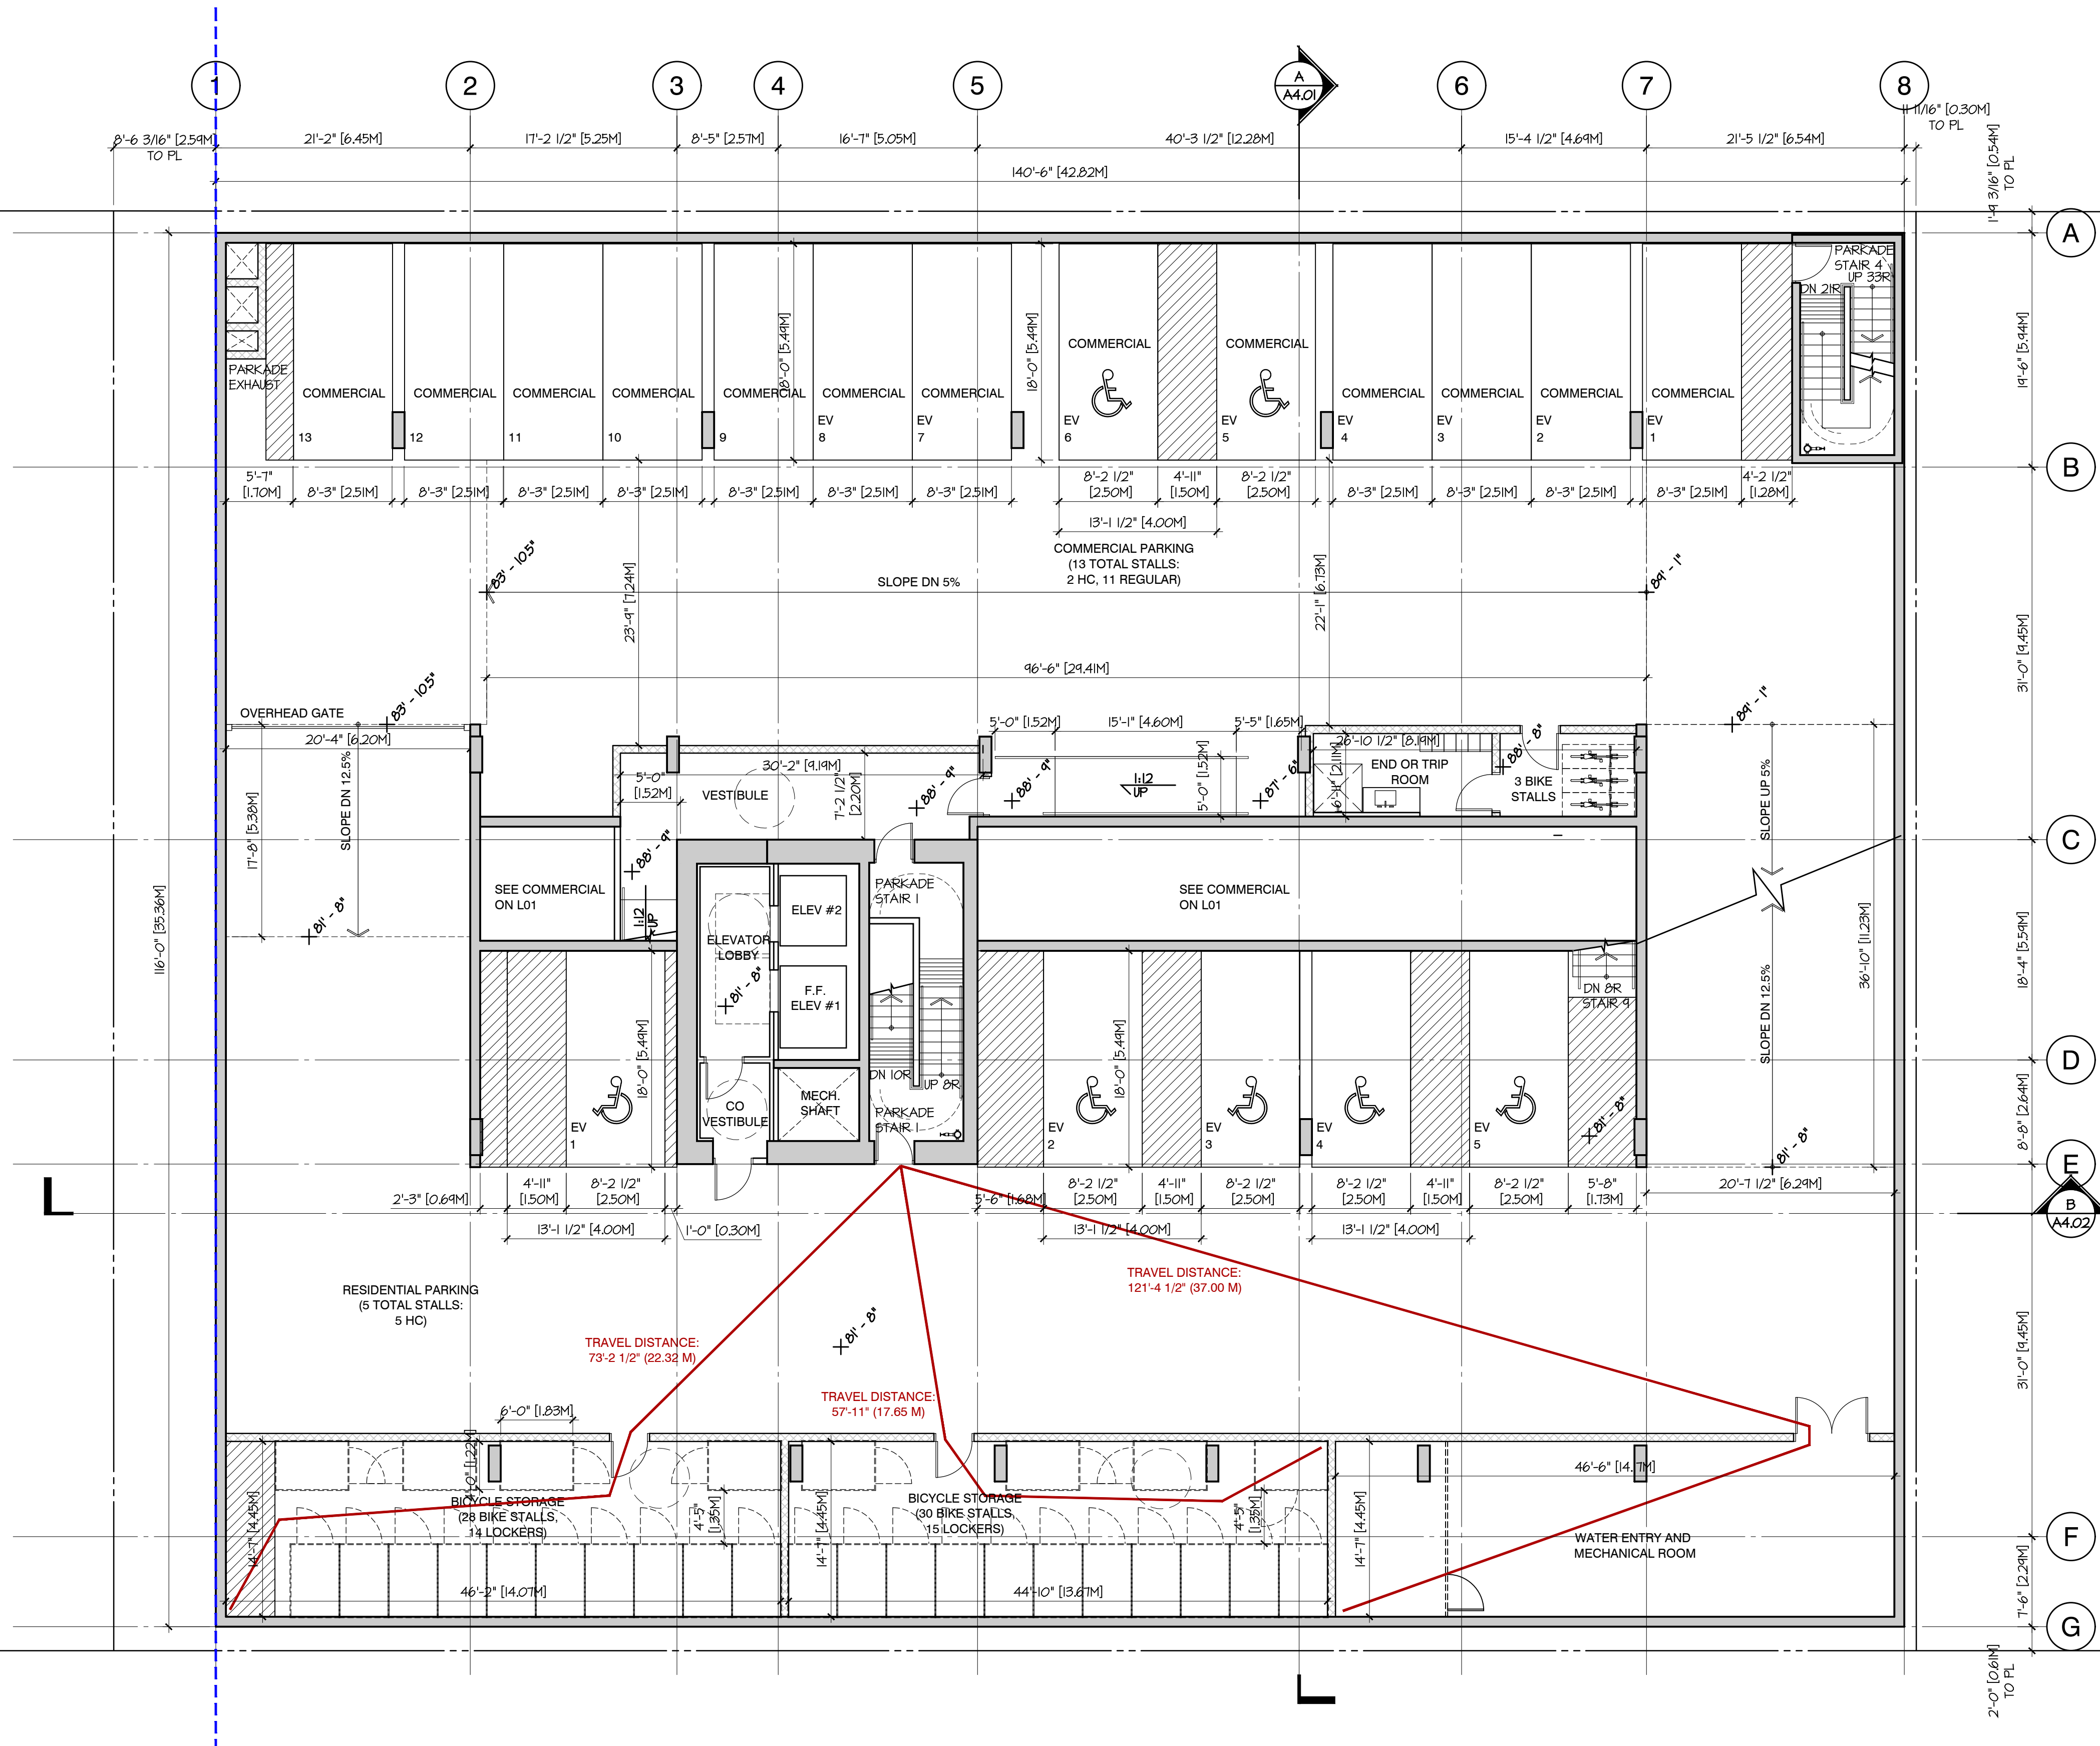 1
2
3
4
5
A
A4.01
6
7
8
8'-6 3/16" [2.59M]
TO PL
21'-2" [6.45M]
17'-2 1/2" [5.25M]
8'-5" [2.57M]
16'-7" [5.05M]
40'-3 1/2" [12.28M]
15'-4 1/2" [4.69M]
21'-5 1/2" [6.54M]
11 11/16" [0.30M]
TO PL
140'-6" [42.82M]
1'-9 3/16" [0.54M]
TO PL
A
PARKADE
STAIR 4
UP 33R
DN 21R
PARKADE
EXHAUST
18'-0" [5.49M]
18'-0" [5.49M]
19'-6" [5.94M]
COMMERCIAL
13
COMMERCIAL
12
COMMERCIAL
11
COMMERCIAL
10
COMMERCIAL
9
COMMERCIAL
EV
8
COMMERCIAL
EV
7
COMMERCIAL
EV
6
COMMERCIAL
EV
5
COMMERCIAL
EV
4
COMMERCIAL
EV
3
COMMERCIAL
EV
2
COMMERCIAL
EV
1
B
5'-7"
[1.70M]
8'-3" [2.51M]
8'-3" [2.51M]
8'-3" [2.51M]
8'-3" [2.51M]
8'-3" [2.51M]
8'-3" [2.51M]
8'-3" [2.51M]
8'-2 1/2"
[2.50M]
4'-11"
[1.50M]
8'-2 1/2"
[2.50M]
8'-3" [2.51M]
8'-3" [2.51M]
8'-3" [2.51M]
8'-3" [2.51M]
4'-2 1/2"
[1.28M]
13'-1 1/2" [4.00M]
COMMERCIAL PARKING
(13 TOTAL STALLS:
2 HC, 11 REGULAR)
83' - 10.5"
SLOPE DN 5%
89' - 1"
23'-9" [7.24M]
22'-1" [6.73M]
31'-0" [9.45M]
96'-6" [29.41M]
83' - 10.5"
89' - 1"
OVERHEAD GATE
20'-4" [6.20M]
17'-8" [5.38M]
SLOPE DN 12.5%
81' - 8"
5'-0"
[1.52M]
30'-2" [9.19M]
VESTIBULE
7'-2 1/2"
[2.20M]
88' - 9"
88' - 9"
5'-0" [1.52M]
15'-1" [4.60M]
5'-5" [1.65M]
1:12
UP
5'-0" [1.52M]
87' - 6"
6'-11" [2.11M]
26'-10 1/2" [8.19M]
END OR TRIP
ROOM
88' - 8"
3 BIKE
STALLS
SLOPE UP 5%
C
116'-0" [35.36M]
SEE COMMERCIAL
ON L01
88' - 9"
1:12
UP
ELEVATOR
LOBBY
81' - 8"
ELEV #2
F.F.
ELEV #1
PARKADE
STAIR 1
SEE COMMERCIAL
ON L01
36'-10" [11.23M]
18'-4" [5.59M]
SLOPE DN 12.5%
DN 8R
STAIR 9
18'-0" [5.49M]
18'-0" [5.49M]
D
DN 10R
UP 8R
CO
VESTIBULE
MECH.
SHAFT
PARKADE
STAIR 1
EV
1
EV
2
EV
3
EV
4
EV
5
81' - 8"
81' - 8"
8'-8" [2.64M]
E
B
A4.02
2'-3" [0.69M]
4'-11"
[1.50M]
8'-2 1/2"
[2.50M]
1'-0" [0.30M]
13'-1 1/2" [4.00M]
5'-6" [1.68M]
8'-2 1/2"
[2.50M]
4'-11"
[1.50M]
8'-2 1/2"
[2.50M]
8'-2 1/2"
[2.50M]
4'-11"
[1.50M]
8'-2 1/2"
[2.50M]
5'-8"
[1.73M]
20'-7 1/2" [6.29M]
13'-1 1/2" [4.00M]
13'-1 1/2" [4.00M]
TRAVEL DISTANCE:
121'-4 1/2" (37.00 M)
RESIDENTIAL PARKING
(5 TOTAL STALLS:
5 HC)
81' - 8"
TRAVEL DISTANCE:
73'-2 1/2" (22.32 M)
TRAVEL DISTANCE:
57'-11" (17.65 M)
31'-0" [9.45M]
6'-0" [1.83M]
4'-0" [1.22M]
14'-7" [4.45M]
BICYCLE STORAGE
(28 BIKE STALLS,
14 LOCKERS)
4'-5"
[1.35M]
14'-7" [4.45M]
BICYCLE STORAGE
(30 BIKE STALLS,
15 LOCKERS)
4'-5"
[1.35M]
14'-7" [4.45M]
46'-6" [14.17M]
WATER ENTRY AND
MECHANICAL ROOM
F
46'-2" [14.07M]
44'-10" [13.67M]
7'-6" [2.29M]
G
2'-0" [0.61M]
TO PL